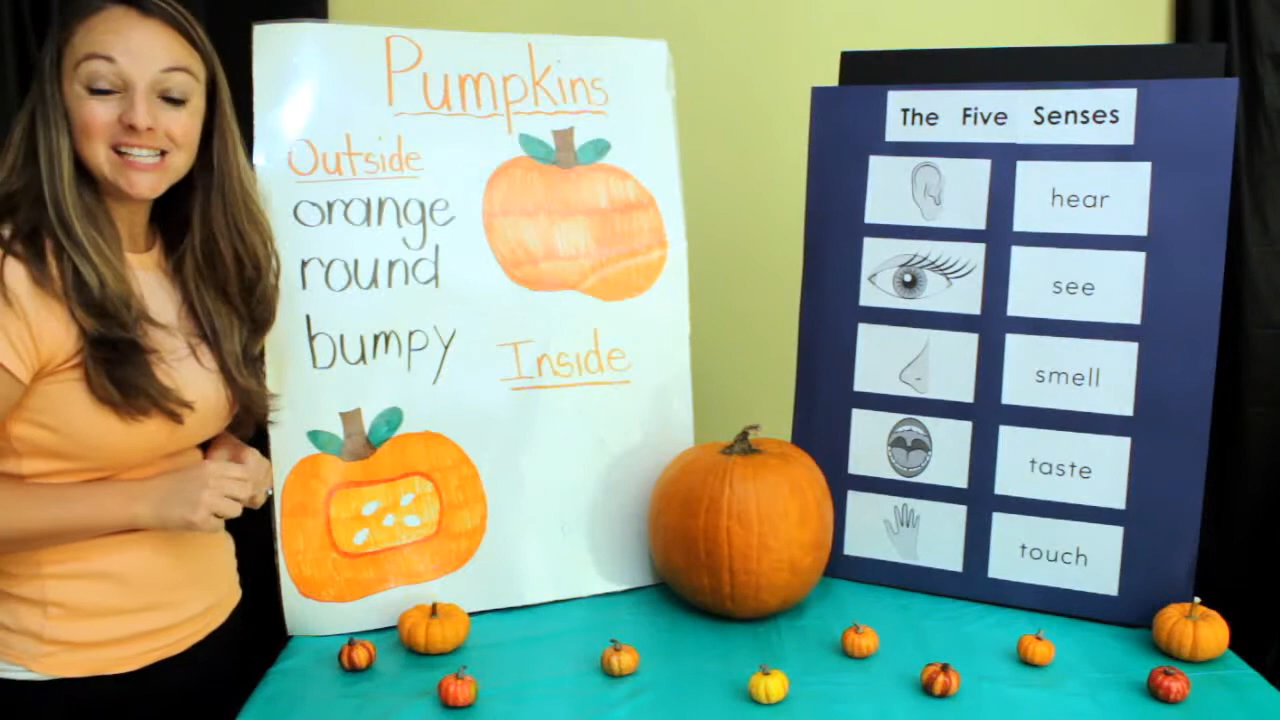 Pumpkins
Outside
orange
round
bumpy
Inside
The Five Senses
hear
see
smell
taste
touch